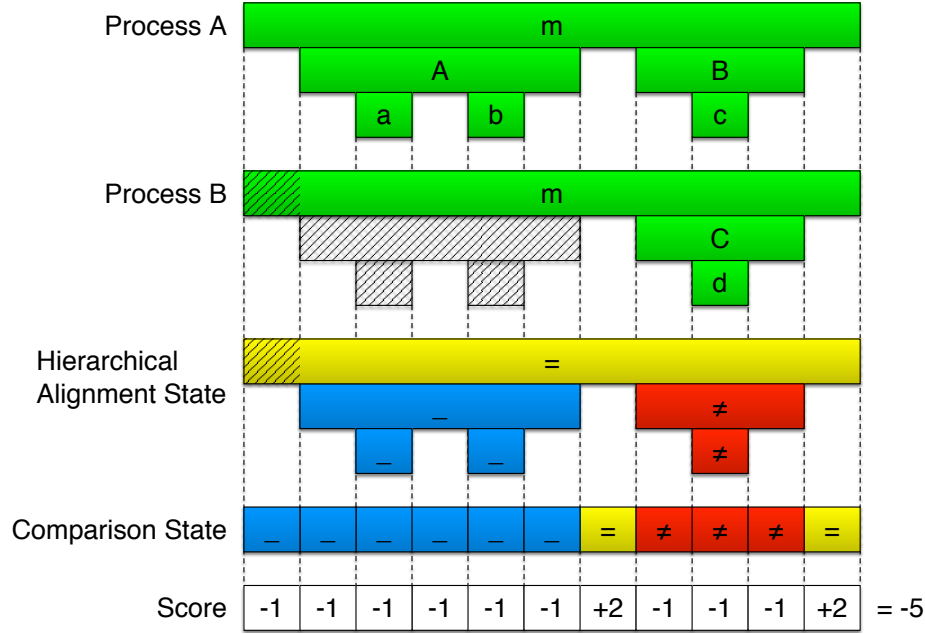 Process A
m
A B
a b c
Process B
m
C
d
Hierarchical
Alignment State
=
_ ≠
_ _ ≠
Comparison State _ _ _ _ _ _ = ≠ ≠ ≠ =
Score -1 -1 -1 -1 -1 -1 +2 -1 -1 -1 +2 = -5